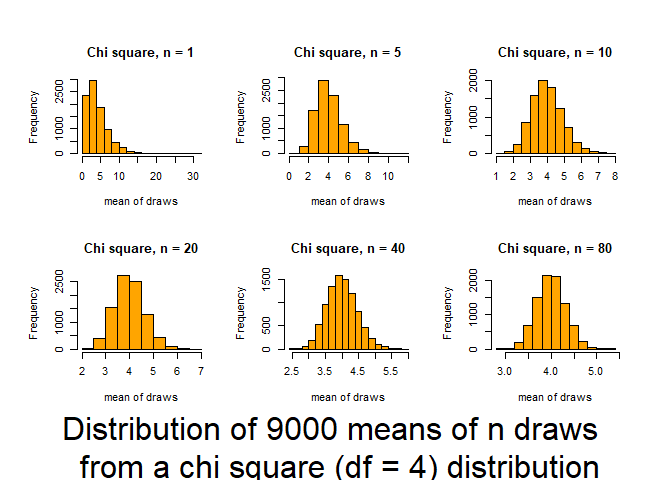 Chi square, n = 1
Frequency
0 1000 2500
0 5 10 20 30
mean of draws
Chi square, n = 5
Frequency
0 1000 2500
0 2 4 6 8 10
mean of draws
Chi square, n = 10
Frequency
0 1000 2000
1 2 3 4 5 6 7 8
mean of draws
Chi square, n = 20
Frequency
0 1000 2500
2 3 4 5 6 7
mean of draws
Chi square, n = 40
Frequency
0 500 1500
2.5 3.5 4.5 5.5
mean of draws
Chi square, n = 80
Frequency
0 1000 2000
3.0 4.0 5.0
mean of draws
Distribution of 9000 means of n draws
from a chi square (df = 4) distribution